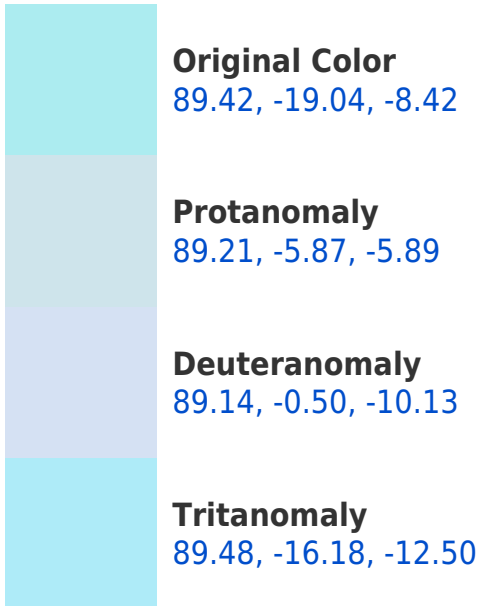 Original Color
89.42, -19.04, -8.42
Protanomaly
89.21, -5.87, -5.89
Deuteranomaly
89.14, -0.50, -10.13
Tritanomaly
89.48, -16.18, -12.50